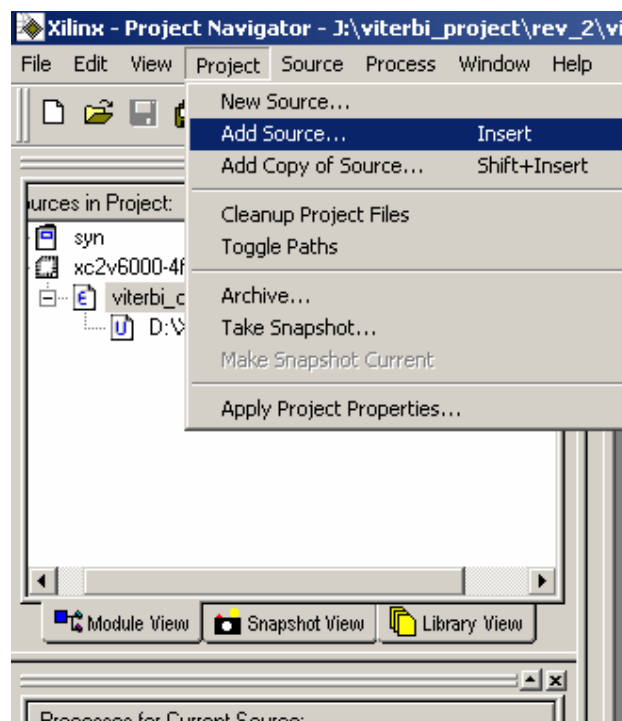 Xilinx - Project Navigator - J:\viterbi_project\rev_2\vi
File Edit View Project Source Process Window Help
New Source...
Add Source... Insert
Add Copy of Source... Shift+Insert
Cleanup Project Files
Toggle Paths
Archive...
Take Snapshot...
Make Snapshot Current
Apply Project Properties...
urces in Project:
syn
xc2v6000-4f
viterbi_c
D:\
Module View Snapshot View Library View
Processes for Current Source: